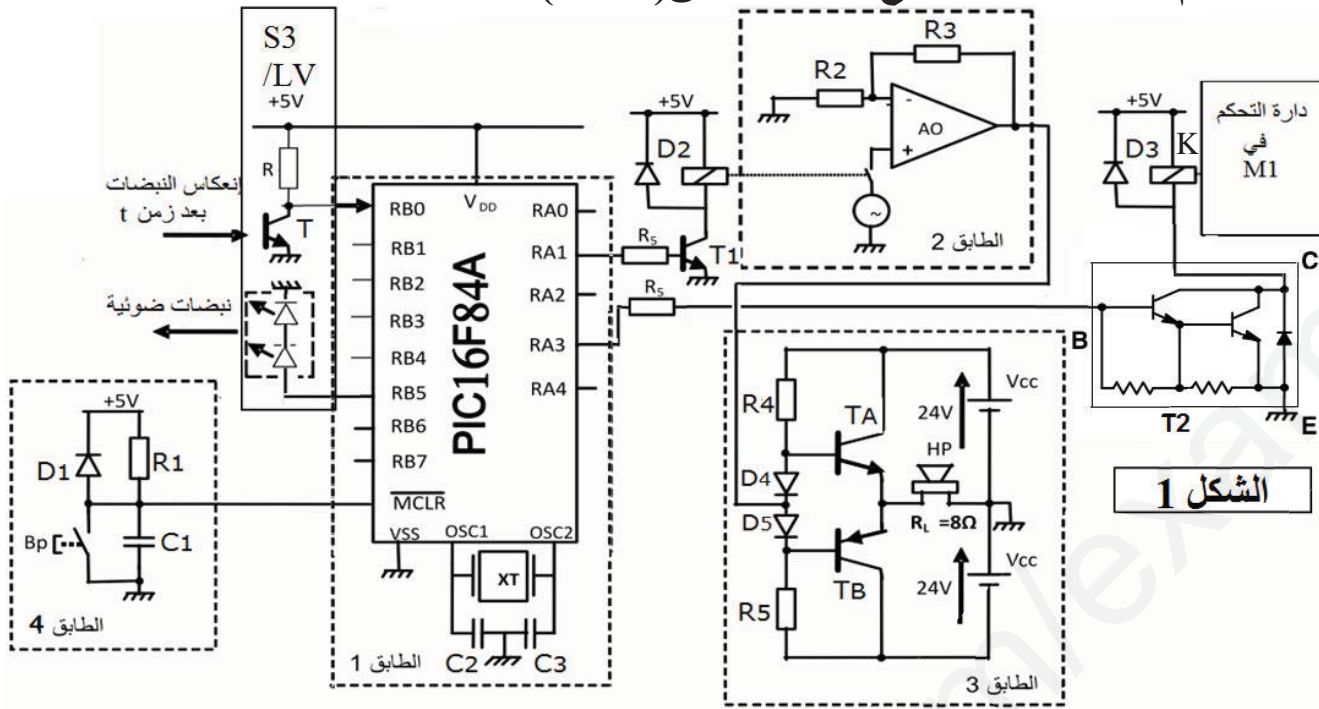 S3
/LV
+5V
R
إنعكاس النبضات
بعد زمن t
T
نبضات ضوئية
+5V
D1
R1
Bp
C1
الطابق 4
PIC16F84A
RB0
RB1
RB2
RB3
RB4
RB5
RB6
RB7
MCLR
VSS
OSC1
OSC2
VDD
RA0
RA1
RA2
RA3
RA4
XT
C2
C3
الطابق 1
+5V
D2
R5
T1
R5
R3
R2
-
AO
+
~
الطابق 2
+5V
D3
K
دارة التحكم
في
M1
C
B
T2
E
R4
TA
D4
D5
TB
R5
HP
RL =8Ω
24V
Vcc
24V
Vcc
الطابق 3
الشكل 1